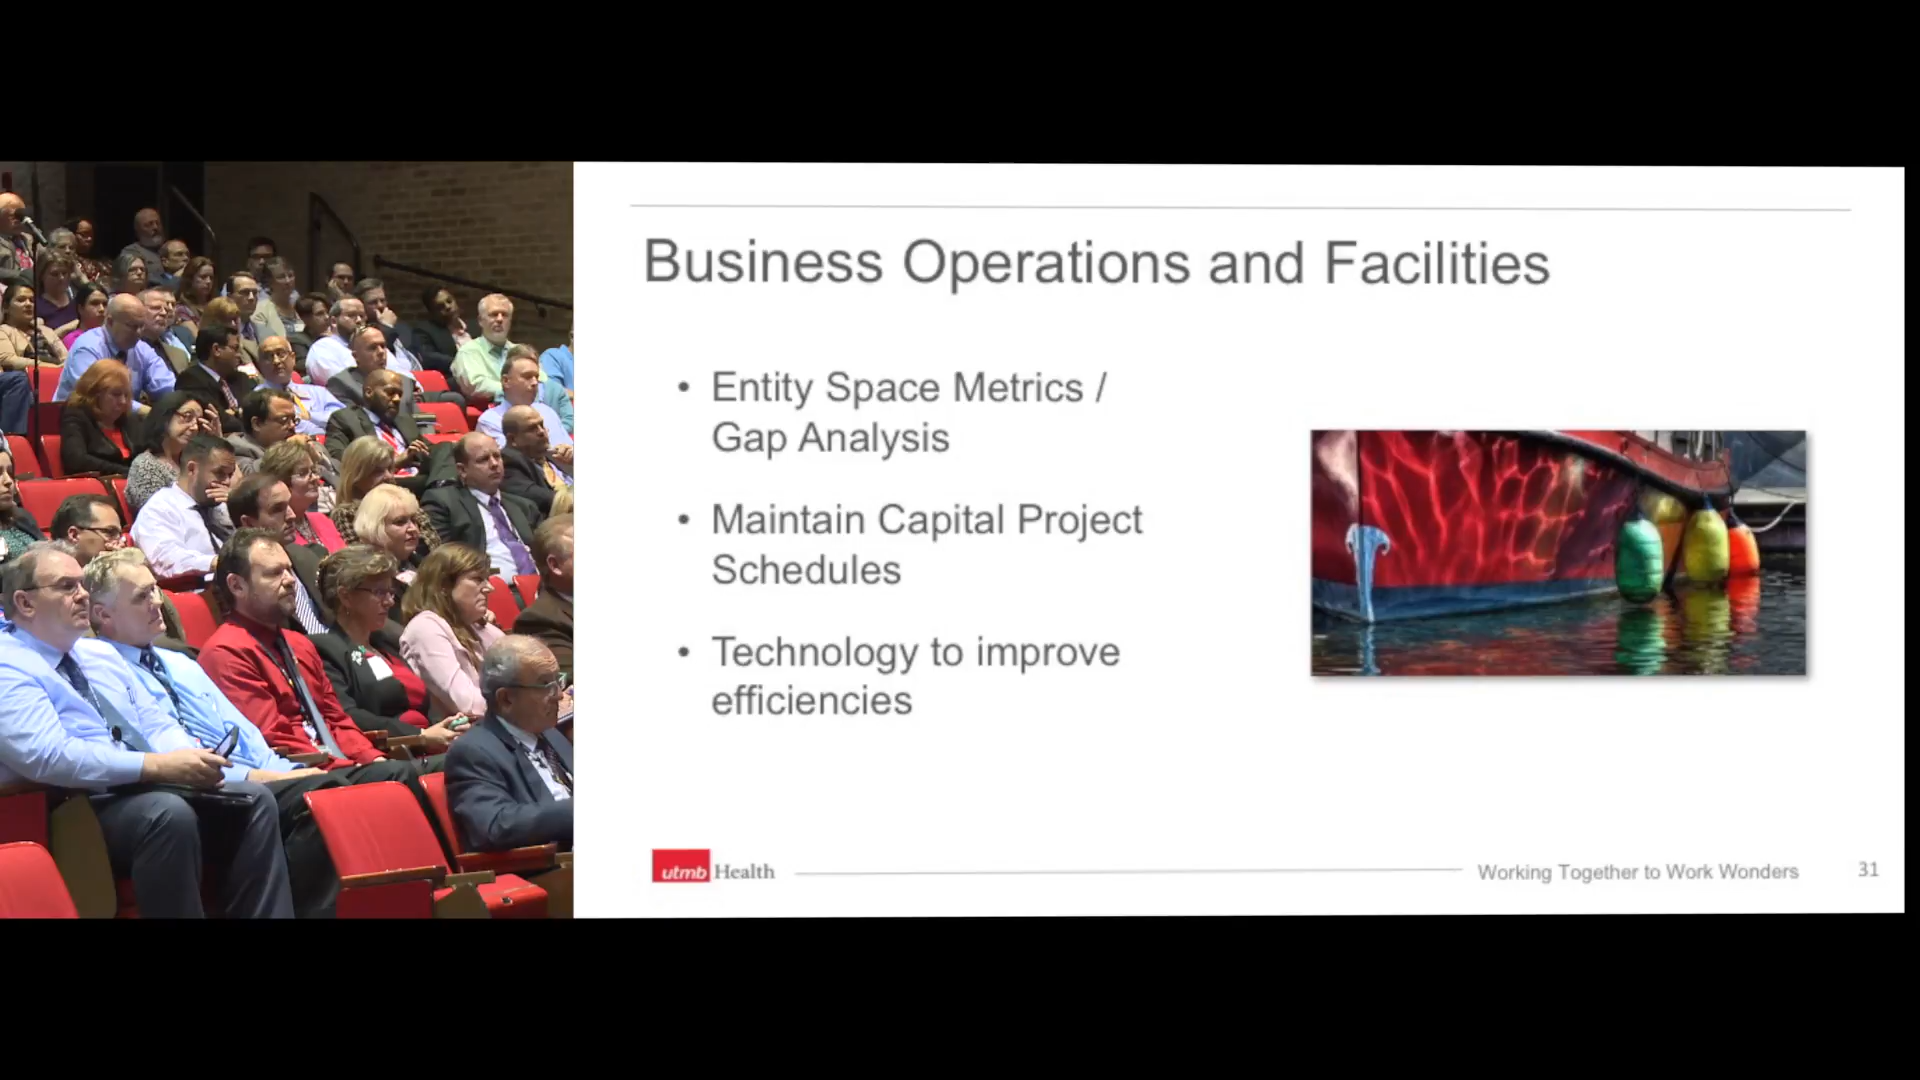 Business Operations and Facilities
• Entity Space Metrics /
Gap Analysis
• Maintain Capital Project
Schedules
• Technology to improve
efficiencies
utmb Health
Working Together to Work Wonders
31